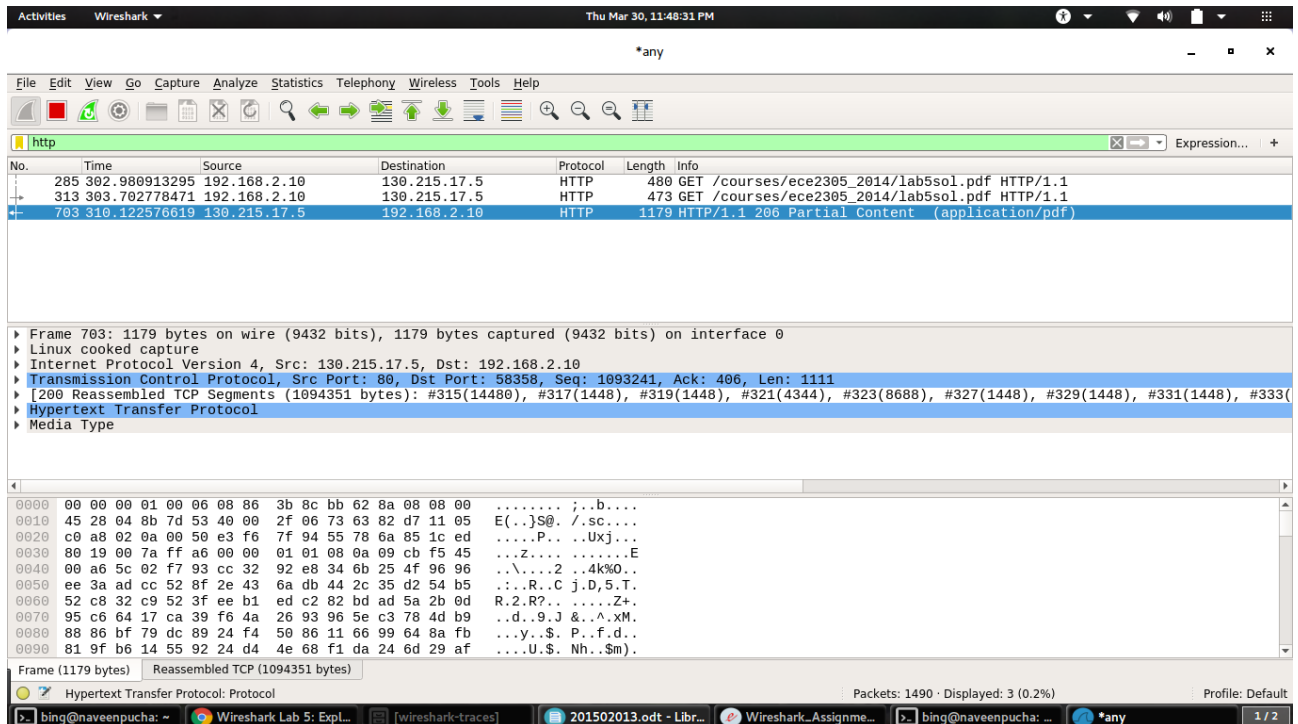 Activities Wireshark Thu Mar 30, 11:48:31 PM
*any
File Edit View Go Capture Analyze Statistics Telephony Wireless Tools Help
http Expression... +
No. Time Source Destination Protocol Length Info
285 302.980913295 192.168.2.10 130.215.17.5 HTTP 480 GET /courses/ece2305_2014/lab5sol.pdf HTTP/1.1
313 303.702778471 192.168.2.10 130.215.17.5 HTTP 473 GET /courses/ece2305_2014/lab5sol.pdf HTTP/1.1
703 310.122576619 130.215.17.5 192.168.2.10 HTTP 1179 HTTP/1.1 206 Partial Content (application/pdf)
Frame 703: 1179 bytes on wire (9432 bits), 1179 bytes captured (9432 bits) on interface 0
Linux cooked capture
Internet Protocol Version 4, Src: 130.215.17.5, Dst: 192.168.2.10
Transmission Control Protocol, Src Port: 80, Dst Port: 58358, Seq: 1093241, Ack: 406, Len: 1111
[200 Reassembled TCP Segments (1094351 bytes): #315(14480), #317(1448), #319(1448), #321(4344), #323(8688), #327(1448), #329(1448), #331(1448), #333(
Hypertext Transfer Protocol
Media Type
0000 00 00 00 01 00 06 08 86 3b 8c bb 62 8a 08 08 00 ........ ;..b....
0010 45 28 04 8b 7d 53 40 00 2f 06 73 63 82 d7 11 05 E(..}S@. /.sc....
0020 c0 a8 02 0a 00 50 e3 f6 7f 94 55 78 6a 85 1c ed .....P.. ..Uxj...
0030 80 19 00 7a ff a6 00 00 01 01 08 0a 09 cb f5 45 ...z.... .......E
0040 00 a6 5c 02 f7 93 cc 32 92 e8 34 6b 25 4f 96 96 ..\....2 ..4k%O..
0050 ee 3a ad cc 52 8f 2e 43 6a db 44 2c 35 d2 54 b5 .:..R..C j.D,5.T.
0060 52 c8 32 c9 52 3f ee b1 ed c2 82 bd ad 5a 2b 0d R.2.R?.. .....Z+.
0070 95 c6 64 17 ca 39 f6 4a 26 93 96 5e c3 78 4d b9 ..d..9.J &..^.xM.
0080 88 86 bf 79 dc 89 24 f4 50 86 11 66 99 64 8a fb ...y..$. P..f.d..
0090 81 9f b6 14 55 92 24 d4 4e 68 f1 da 24 6d 29 af ....U.$. Nh..$m).
Frame (1179 bytes) Reassembled TCP (1094351 bytes)
Hypertext Transfer Protocol: Protocol Packets: 1490 · Displayed: 3 (0.2%) Profile: Default
bing@naveenpucha: ~ Wireshark Lab 5: Expl... [wireshark-traces] 201502013.odt - Libr... Wireshark_Assignme... bing@naveenpucha: ... *any 1 / 2